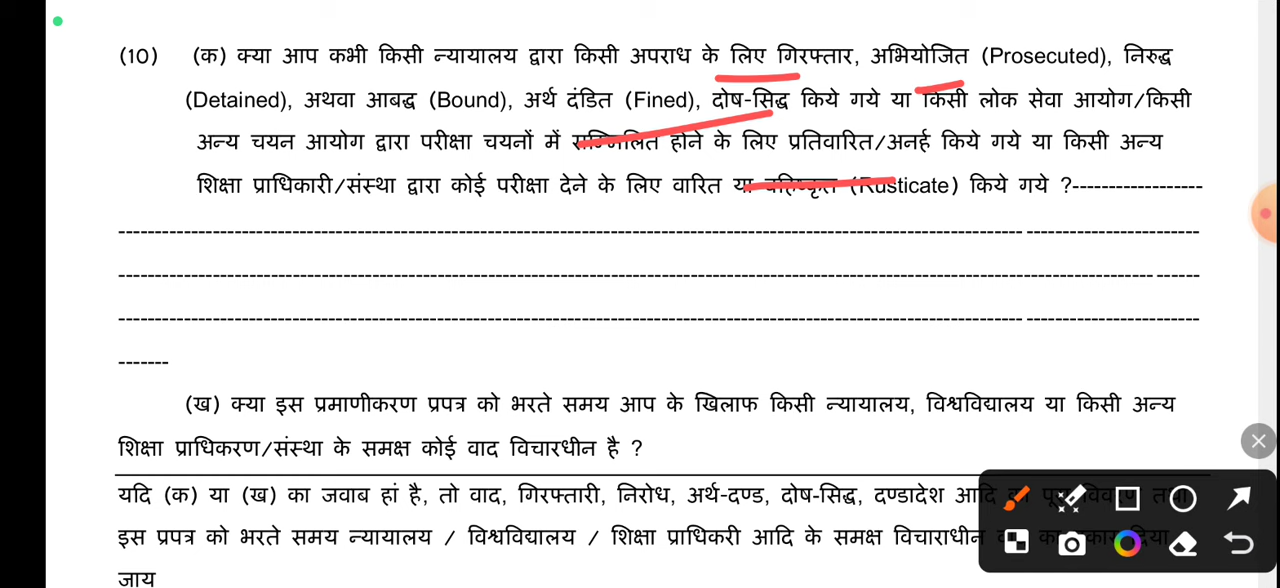 (10) (क) क्या आप कभी किसी न्यायालय द्वारा किसी अपराध के लिए गिरफ्तार, अभियोजित (Prosecuted), निरुद्ध
(Detained), अथवा आबद्ध (Bound), अर्थ दंडित (Fined), दोष-सिद्ध किये गये या किसी लोक सेवा आयोग/किसी
अन्य चयन आयोग द्वारा परीक्षा चयनों में सम्मिलित होने के लिए प्रतिवारित/अनर्ह किये गये या किसी अन्य
शिक्षा प्राधिकारी/संस्था द्वारा कोई परीक्षा देने के लिए वारित या वहिष्कृत (Rusticate) किये गये ?------------------
(ख) क्या इस प्रमाणीकरण प्रपत्र को भरते समय आप के खिलाफ किसी न्यायालय, विश्वविद्यालय या किसी अन्य
शिक्षा प्राधिकरण/संस्था के समक्ष कोई वाद विचारधीन है ?
यदि (क) या (ख) का जवाब हां है, तो वाद, गिरफ्तारी, निरोध, अर्थ-दण्ड, दोष-सिद्ध, दण्डादेश आदि
इस प्रपत्र को भरते समय न्यायालय / विश्वविद्यालय / शिक्षा प्राधिकरी आदि के समक्ष विचाराधीन
जाय